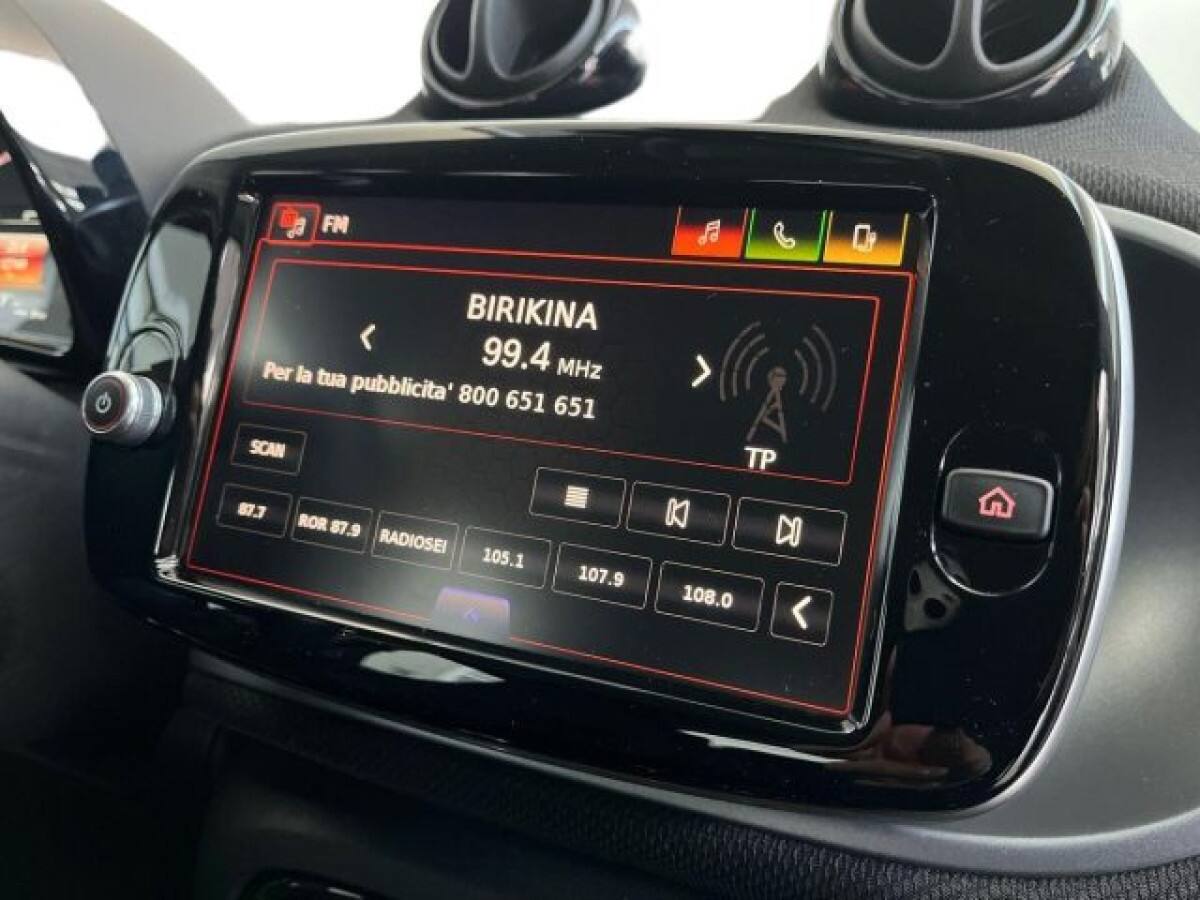 FM
BIRIKINA
99.4 MHz
Per la tua pubblicita' 800 651 651
TP
SCAN
87.7
ROR 87.9
RADIOSEI
105.1
107.9
108.0